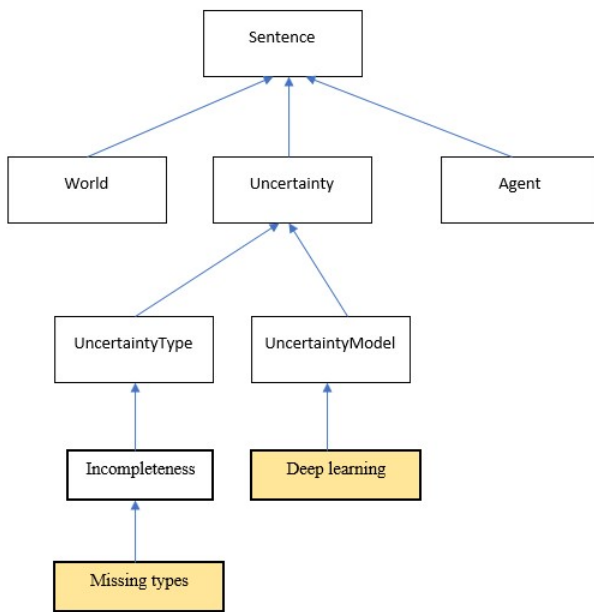 Sentence
World
Uncertainty
Agent
UncertaintyType
UncertaintyModel
Incompleteness
Deep learning
Missing types